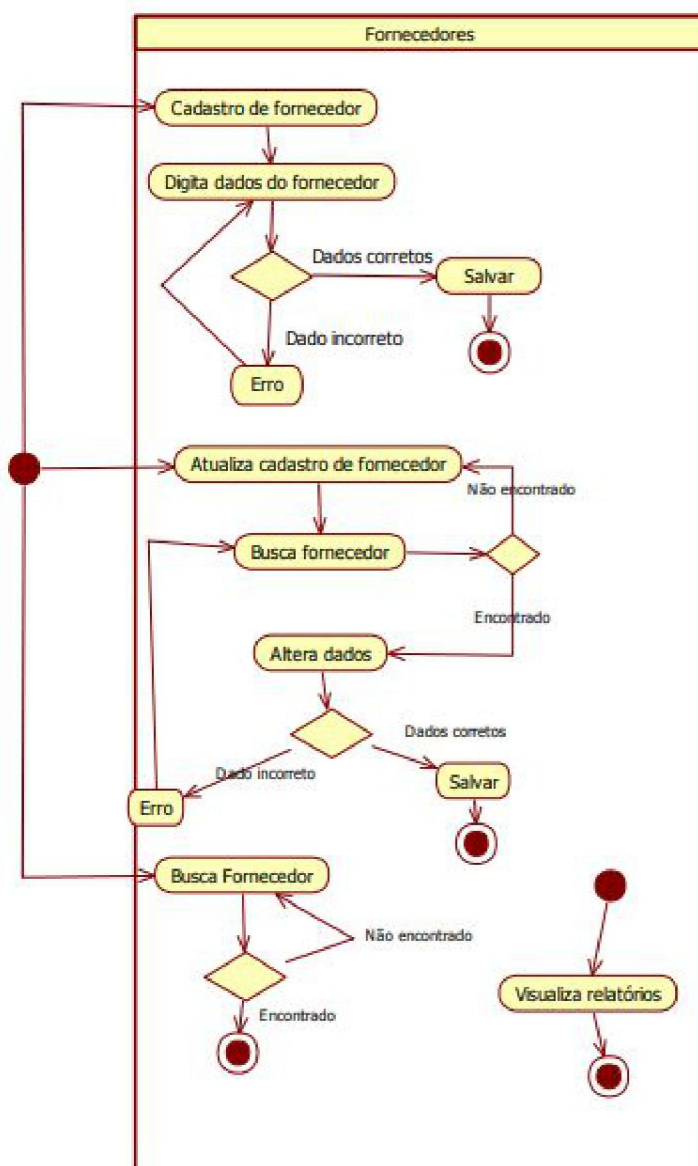 Fornecedores
Cadastro de fornecedor
Digita dados do fornecedor
Dados corretos
Salvar
Dado incorreto
Erro
Atualiza cadastro de fornecedor
Não encontrado
Busca fornecedor
Encontrado
Altera dados
Dados corretos
Dado incorreto
Salvar
Erro
Busca Fornecedor
Não encontrado
Visualiza relatórios
Encontrado